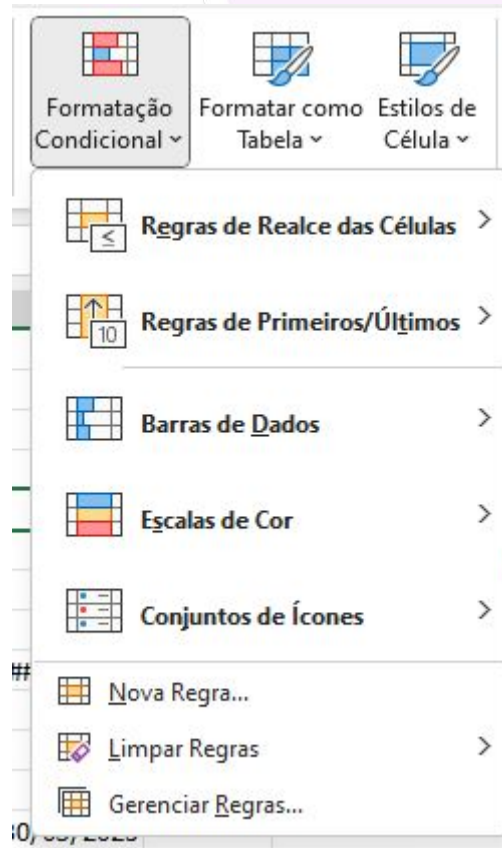 Formatação Condicional
Formatar como Tabela
Estilos de Célula
≤
Regras de Realce das Células
10
Regras de Primeiros/Últimos
Barras de Dados
Escalas de Cor
Conjuntos de Ícones
##
Nova Regra...
Limpar Regras
Gerenciar Regras...